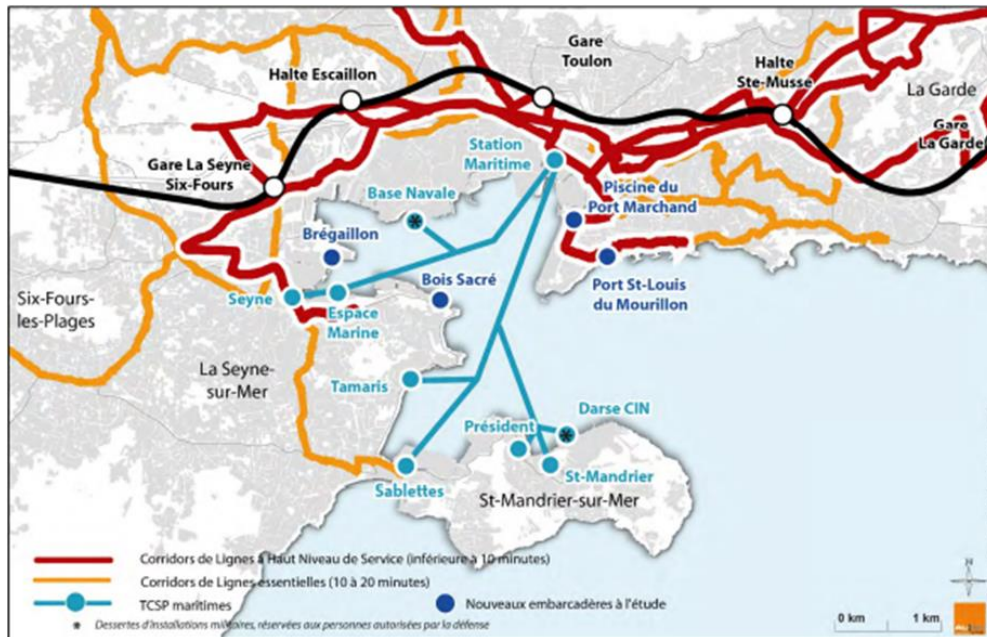 Gare
Toulon
Halte Escaillon
Halte
Ste-Musse
La Garde
Gare
La Garde
Station
Maritime
Gare La Seyne
Six-Fours
Base Navale
Piscine du
Port Marchand
Brégaillon
Bois Sacré
Port St-Louis
du Mourillon
Six-Fours-
les-Plages
Seyne
Espace
Marine
La Seyne-
sur-Mer
Tamaris
Darse CIN
Président
St-Mandrier
Sablettes
St-Mandrier-sur-Mer
Corridors de Lignes à Haut Niveau de Service (inférieure à 10 minutes)
Corridors de Lignes essentielles (10 à 20 minutes)
TCSP maritimes
Nouveaux embarcadères à l'étude
* Dessertes d'Installations militaires, réservées aux personnes autorisées par la défense
N
0 km 1 km